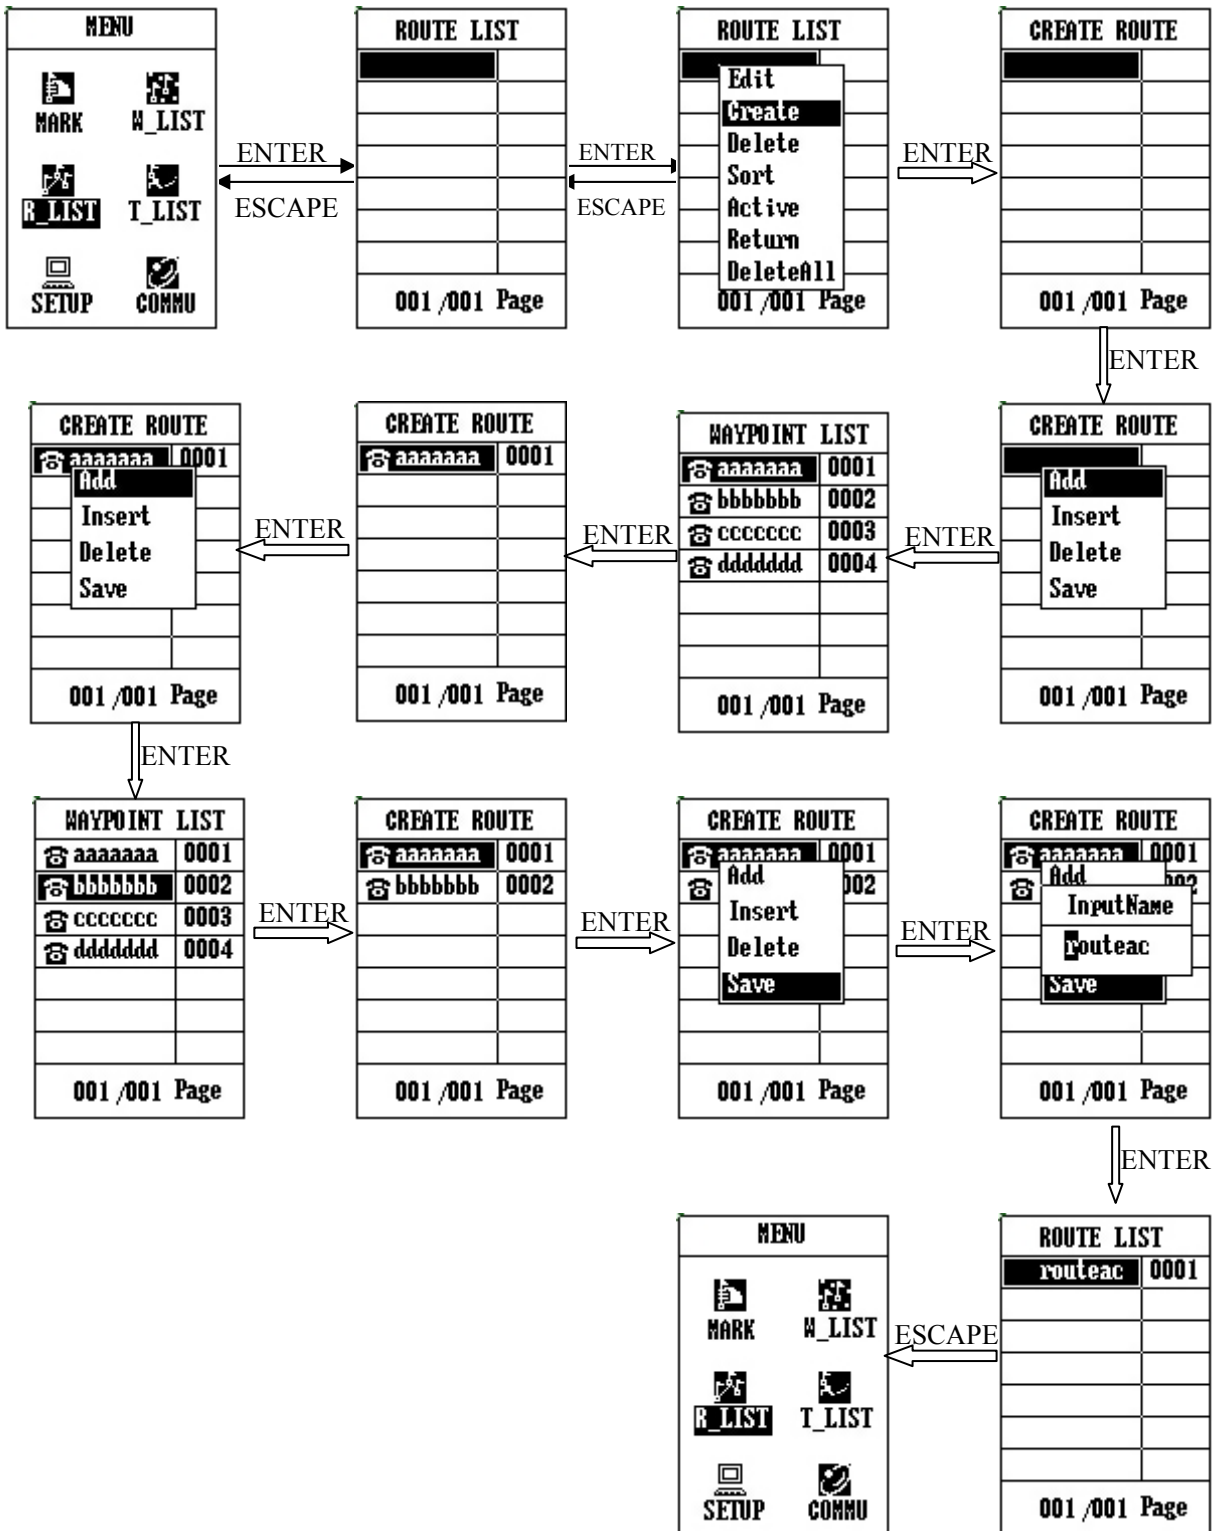 MENU
MARK
W_LIST
R_LIST
T_LIST
SETUP
COMMU
ENTER
ESCAPE
ROUTE LIST
001/001 Page
ENTER
ESCAPE
ROUTE LIST
Edit
Create
Delete
Sort
Active
Return
DeleteAll
001/001 Page
ENTER
CREATE ROUTE
001/001 Page
ENTER
CREATE ROUTE
Add
Insert
Delete
Save
001/001 Page
ENTER
WAYPOINT LIST
aaaaaaa 0001
bbbbbbb 0002
ccccccc 0003
ddddddd 0004
001/001 Page
ENTER
CREATE ROUTE
aaaaaaa 0001
001/001 Page
ENTER
CREATE ROUTE
aaaaaaa 0001
Add
Insert
Delete
Save
001/001 Page
ENTER
WAYPOINT LIST
aaaaaaa 0001
bbbbbbb 0002
ccccccc 0003
ddddddd 0004
001/001 Page
ENTER
CREATE ROUTE
aaaaaaa 0001
bbbbbbb 0002
001/001 Page
ENTER
CREATE ROUTE
aaaaaaa 0001
Add 002
Insert
Delete
Save
001/001 Page
ENTER
CREATE ROUTE
aaaaaaa 0001
Add 002
InputName
routeac
Save
001/001 Page
ENTER
ROUTE LIST
routeac 0001
001/001 Page
ESCAPE
MENU
MARK
W_LIST
R_LIST
T_LIST
SETUP
COMMU